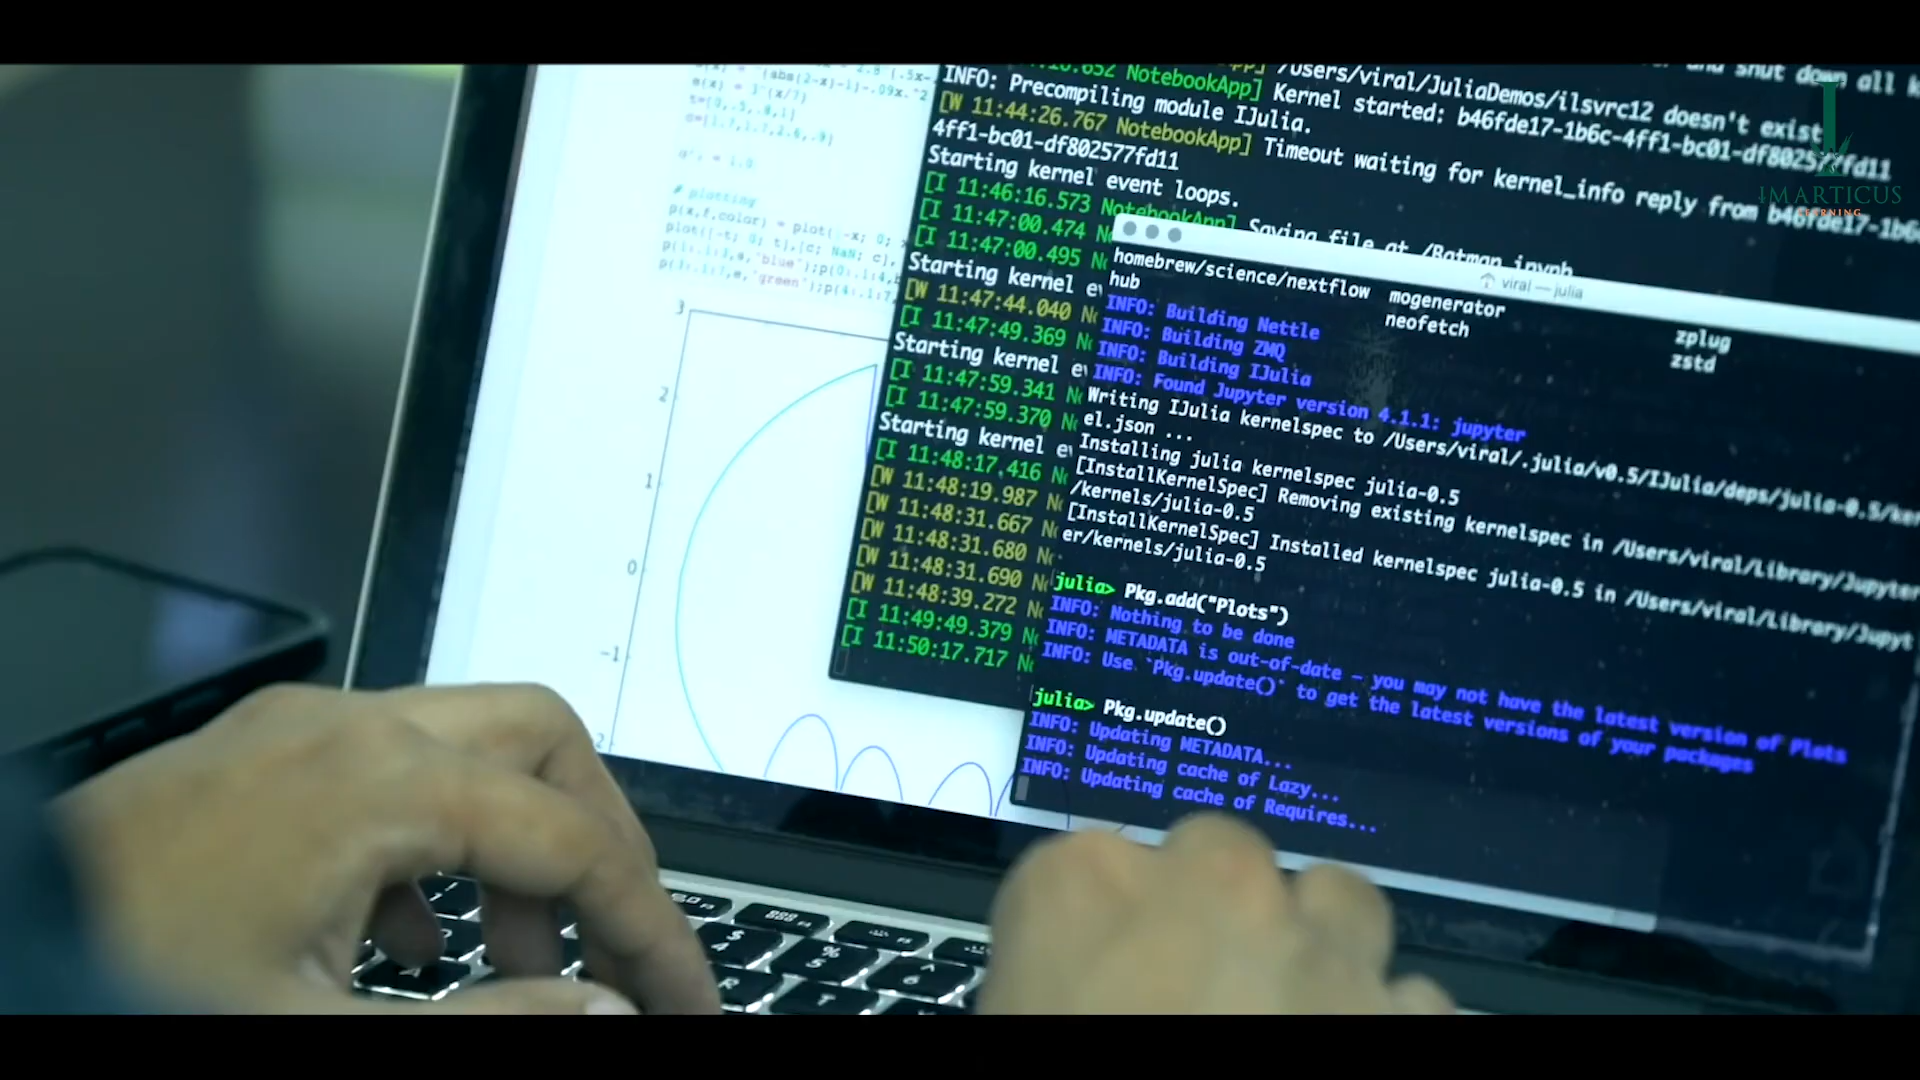 /Users/viral/JuliaDemos/ilsvrc12 doesn't exist
NotebookApp] Kernel started: b46fde17-1b6c-4ff1-bc01-df802577fd11
INFO: Precompiling module IJulia.
[W 11:44:26.767 NotebookApp] Timeout waiting for kernel_info reply from b46fde17-1b6c-
4ff1-bc01-df802577fd11
Starting kernel event loops.
[I 11:46:16.573 NotebookApp] Saving file at /Batman.ipynb
[I 11:47:00.474
[I 11:47:00.495
Starting kernel
[W 11:47:44.040
[I 11:47:49.369
Starting kernel
[I 11:47:59.341
[I 11:47:59.370
Starting kernel
[I 11:48:17.416
[W 11:48:19.987
[W 11:48:31.667
[W 11:48:31.680
[W 11:48:31.690
[W 11:48:39.272
[I 11:49:49.379
[I 11:50:17.717
viral — julia
homebrew/science/nextflow mogenerator zplug
hub neofetch zstd
INFO: Building Nettle
INFO: Building ZMQ
INFO: Building IJulia
INFO: Found Jupyter version 4.1.1: jupyter
Writing IJulia kernelspec to /Users/viral/.julia/v0.5/IJulia/deps/julia-0.5/kern
el.json ...
Installing julia kernelspec julia-0.5
[InstallKernelSpec] Removing existing kernelspec in /Users/viral/Library/Jupyter
/kernels/julia-0.5
[InstallKernelSpec] Installed kernelspec julia-0.5 in /Users/viral/Library/Jupyt
er/kernels/julia-0.5
julia> Pkg.add("Plots")
INFO: Nothing to be done
INFO: METADATA is out-of-date — you may not have the latest version of Plots
INFO: Use `Pkg.update()` to get the latest versions of your packages
julia> Pkg.update()
INFO: Updating METADATA...
INFO: Updating cache of Lazy...
INFO: Updating cache of Requires...
# plotting
3
2
1
0
-1
IMARTICUS
LEARNING